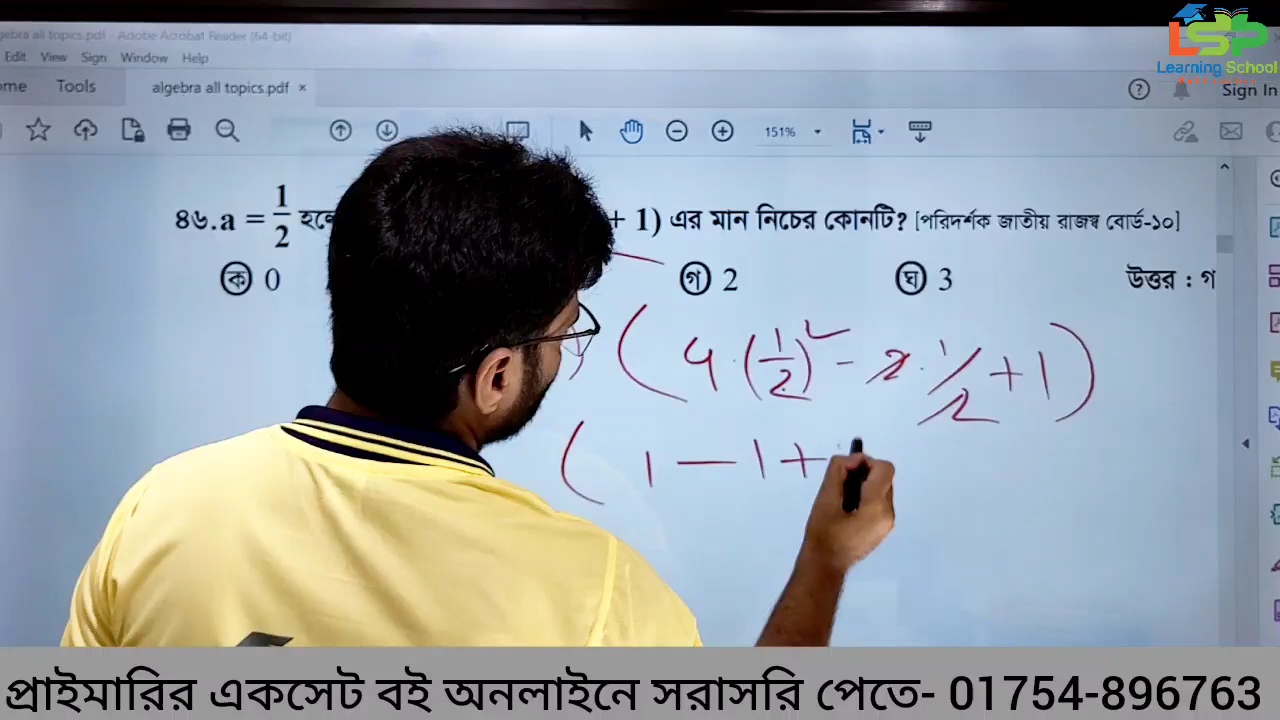 LSP
Learning School
gebra all topics.pdf - Adobe Acrobat Reader (64-bit)
Edit View Sign Window Help
ome Tools algebra all topics.pdf × Sign In
151%
৪৬. a = 1/2 হলে + 1) এর মান নিচের কোনটি? [পরিদর্শক জাতীয় রাজস্ব বোর্ড-১০]
ক 0 গ 2 ঘ 3 উত্তর : গ
) ( 4 . (1/2)² - 2 . 1/2 + 1 )
( 1 - 1 +
প্রাইমারির একসেট বই অনলাইনে সরাসরি পেতে- 01754-896763